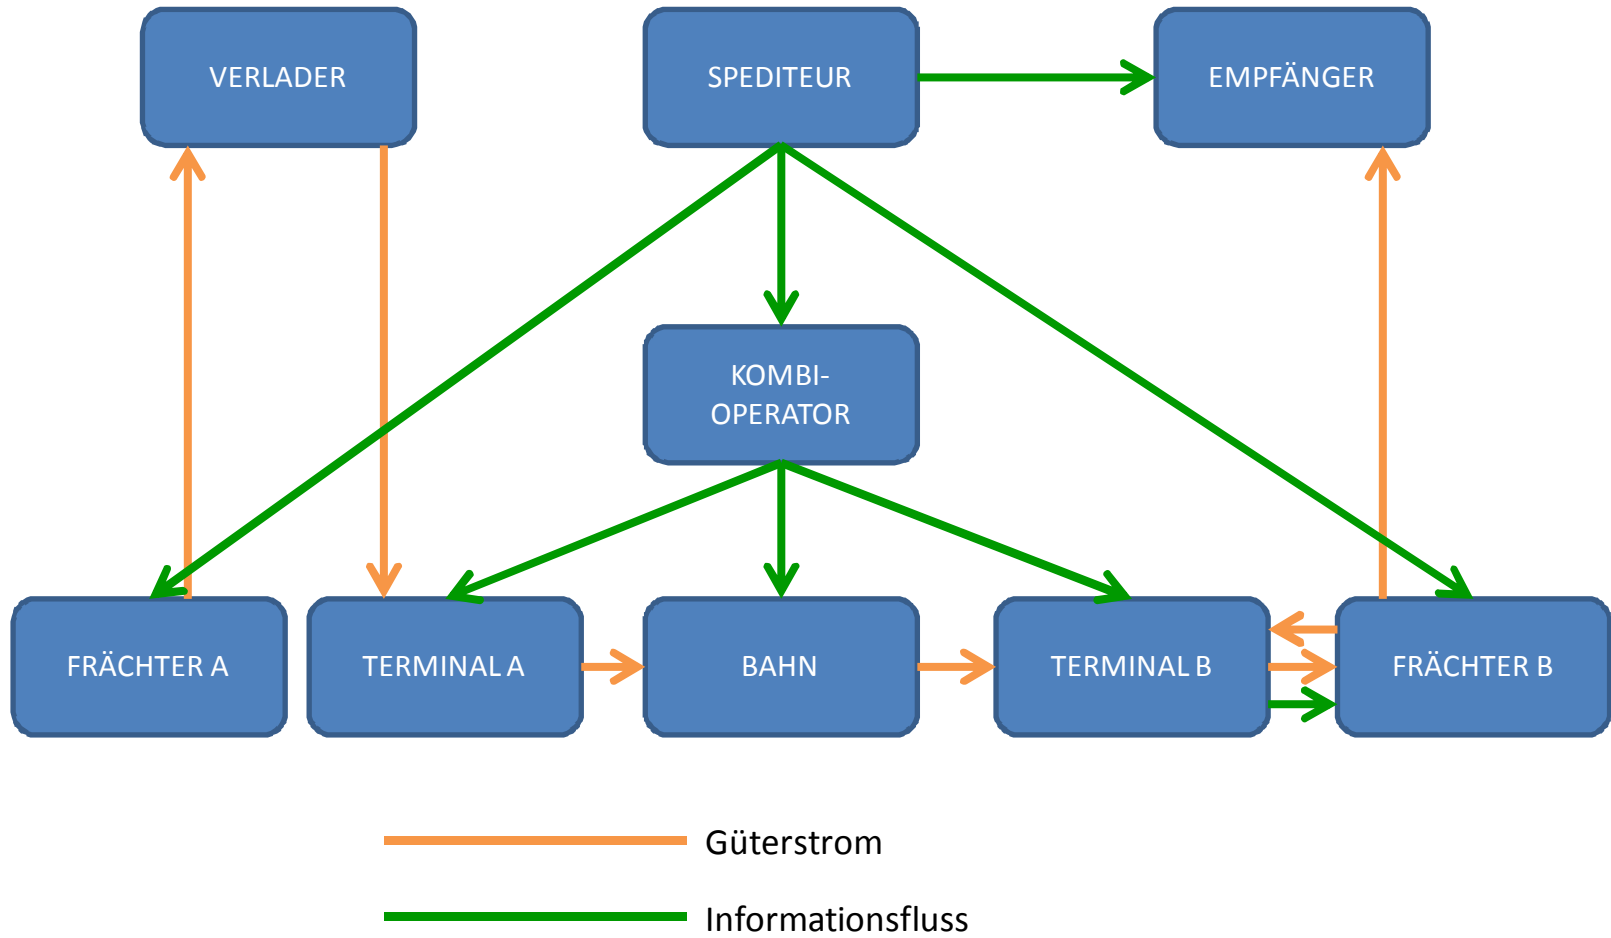 VERLADER
SPEDITEUR
EMPFÄNGER
KOMBI-
OPERATOR
FRÄCHTER A
TERMINAL A
BAHN
TERMINAL B
FRÄCHTER B
Güterstrom
Informationsfluss